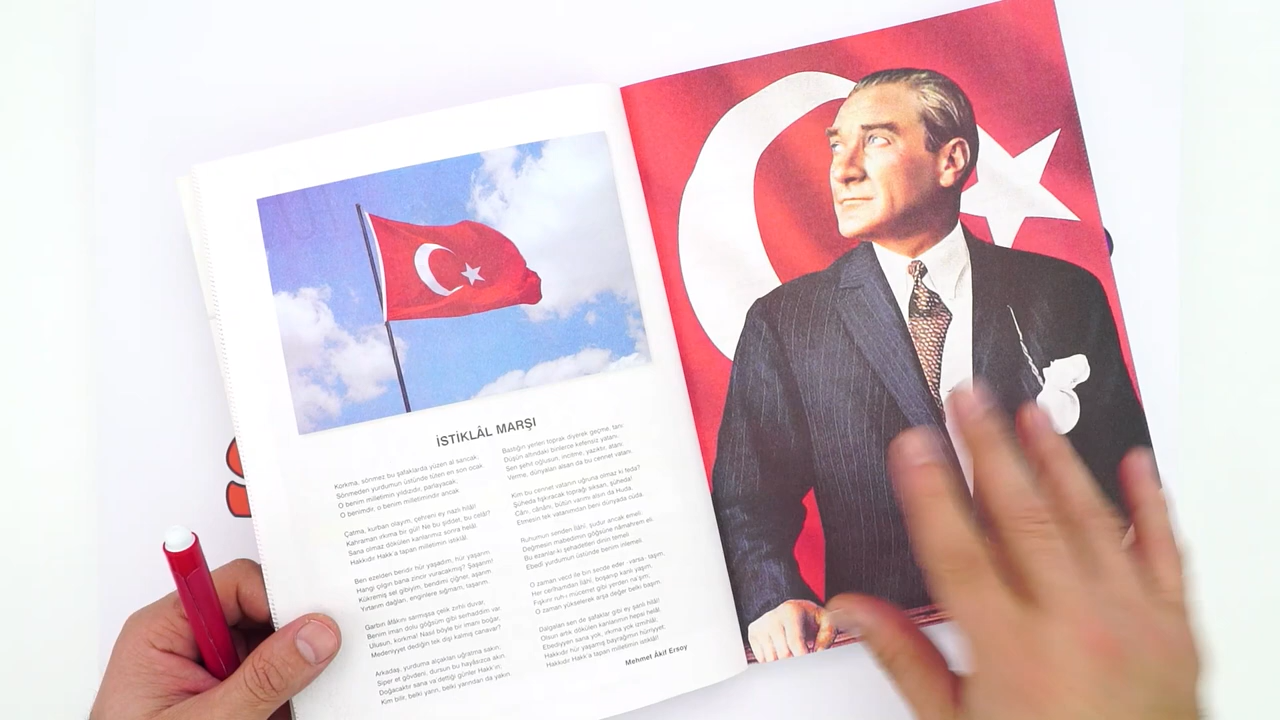 İSTİKLÂL MARŞI
Korkma, sönmez bu şafaklarda yüzen al sancak,
Sönmeden yurdumun üstünde tüten en son ocak
O benim milletimin yıldızıdır, parlayacak,
O benimdir, o benim milletimindir ancak
Çatma, kurban olayım, çehreni ey nazlı hilâl!
Kahraman ırkıma bir gül! Ne bu şiddet, bu celâl?
Sana olmaz dökülen kanlarımız sonra helâl
Hakkıdır Hakk'a tapan milletimin istiklâl
Ben ezelden beridir hür yaşadım, hür yaşarım
Hangi çılgın bana zincir vuracakmış? Şaşarım!
Kükremiş sel gibiyim, bendimi çiğner, aşarım
Yırtarım dağları, enginlere sığmam, taşarım.
Garbın âfâkını sarmışsa çelik zırhlı duvar,
Benim iman dolu göğsüm gibi serhaddim var
Ulusun, korkma! Nasıl böyle bir imanı boğar,
Medeniyyet dediğin tek dişi kalmış canavar?
Arkadaş, yurduma alçakları uğratma sakın;
Siper et gövdeni, dursun bu hayâsızca akın.
Doğacaktır sana va'dettiği günler Hakk'ın;
Kim bilir, belki yarın, belki yarından da yakın.
Bastığın yerleri toprak diyerek geçme, tanı
Düşün altındaki binlerce kefensiz yatanı.
Sen şehit oğlusun, incitme, yazıktır, atanı
Verme, dünyaları alsan da bu cennet vatanı.
Kim bu cennet vatanın uğruna olmaz ki feda?
Şüheda fışkıracak toprağı sıksan, şüheda!
Cânı, cânânı, bütün varımı alsın da Huda,
Etmesin tek vatanımdan beni dünyada cüda.
Ruhumun senden İlâhî, şudur ancak emeli:
Değmesin mabedimin göğsüne nâmahrem eli.
Bu ezanlar-ki şehadetleri dinin temeli
Ebedî yurdumun üstünde benim inlemeli.
O zaman vecd ile bin secde eder -varsa- taşım,
Her cerîhamdan İlâhî, boşanıp kanlı yaşım,
Fışkırır ruh-ı mücerret gibi yerden na'şım;
O zaman yükselerek arşa değer belki başım.
Dalgalan sen de şafaklar gibi ey şanlı hilâl!
Olsun artık dökülen kanlarımın hepsi helâl.
Ebediyyen sana yok, ırkıma yok izmihlâl;
Hakkıdır hür yaşamış bayrağımın hürriyet,
Hakkıdır Hakk'a tapan milletimin istiklâl!
Mehmet Âkif Ersoy